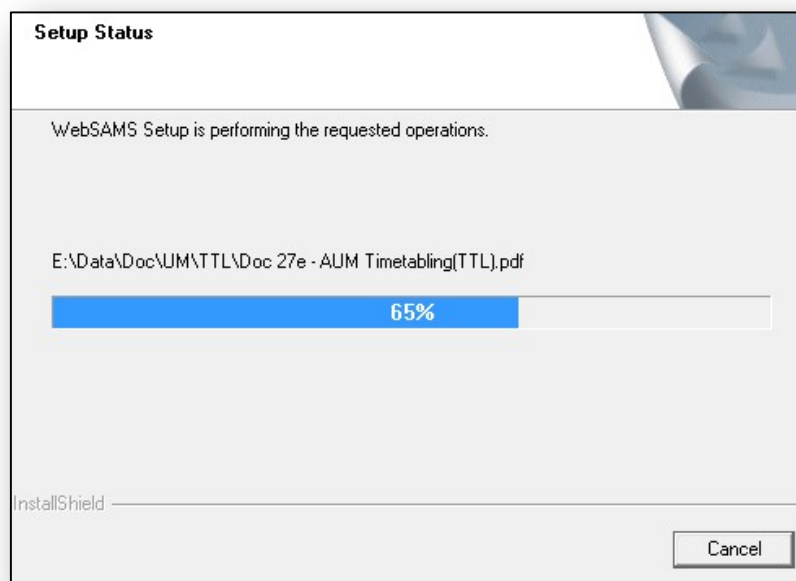 Setup Status
WebSAMS Setup is performing the requested operations.
E:\Data\Doc\UM\TTL\Doc 27e - AUM Timetabling(TTL).pdf
65%
InstallShield
Cancel